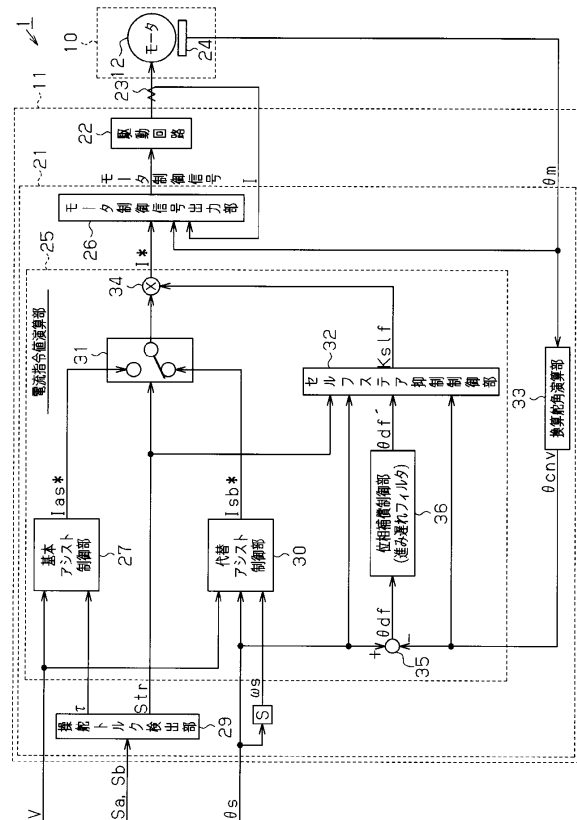 1
10
11
12
モータ
24
23
22
駆動回路
21
モータ制御信号
I
モータ制御信号出力部
26
θm
25
I*
34
電流指令値演算部
31
32
Kslf
セルフステア抑制制御部
33
換算舵角演算部
θcnv
Ias*
Isb*
θdf´
基本
アシスト
制御部
27
代替
アシスト
制御部
30
位相補償制御部
(進み遅れフィルタ)
36
θdf
+
−
35
τ
Str
ωs
S
操舵トルク検出部
29
V
Sa, Sb
θs